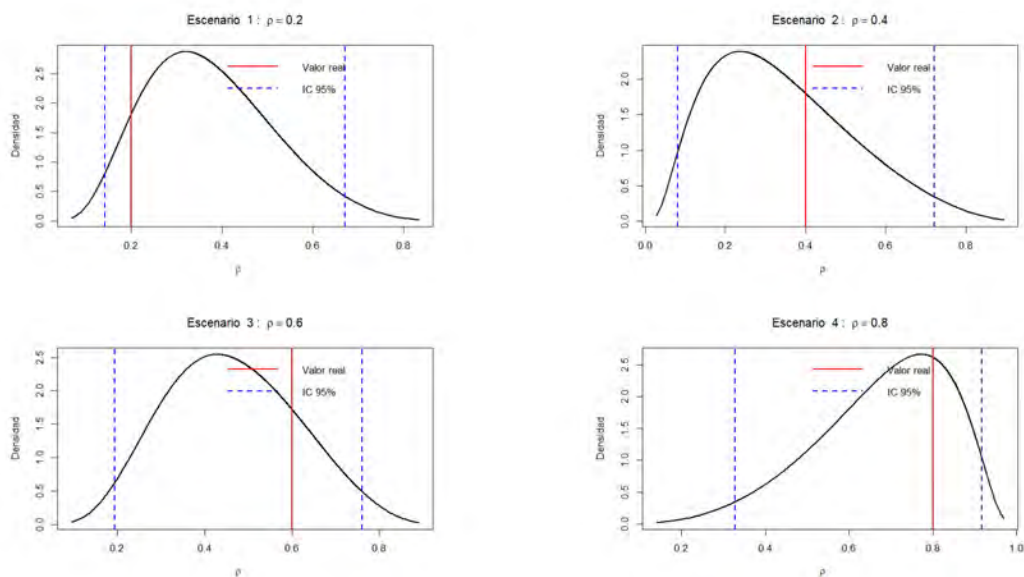 Escenario 1 : ρ = 0.2
Valor real
IC 95%
Densidad
0.0 0.5 1.0 1.5 2.0 2.5
0.2 0.4 0.6 0.8
ρ
Escenario 2 : ρ = 0.4
Valor real
IC 95%
Densidad
0.0 0.5 1.0 1.5 2.0
0.0 0.2 0.4 0.6 0.8
ρ
Escenario 3 : ρ = 0.6
Valor real
IC 95%
Densidad
0.0 0.5 1.0 1.5 2.0 2.5
0.2 0.4 0.6 0.8
ρ
Escenario 4 : ρ = 0.8
Valor real
IC 95%
Densidad
0.0 0.5 1.0 1.5 2.0 2.5
0.2 0.4 0.6 0.8 1.0
ρ